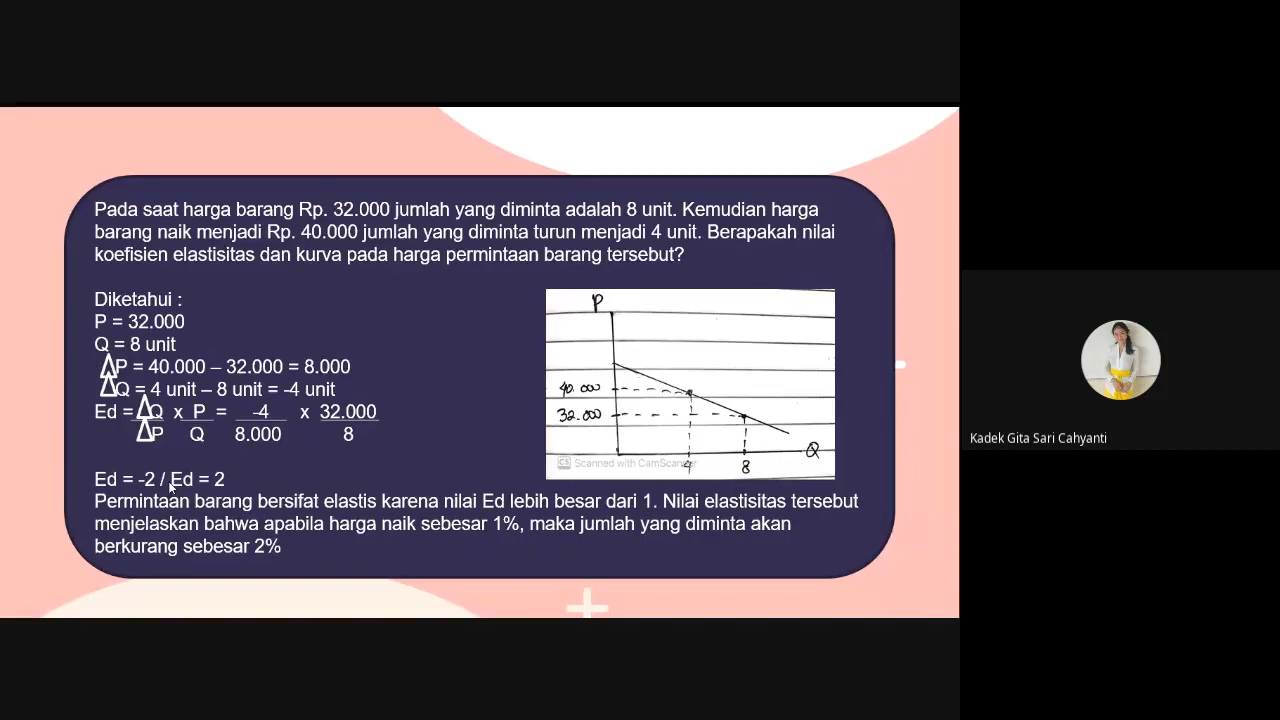 Pada saat harga barang Rp. 32.000 jumlah yang diminta adalah 8 unit. Kemudian harga
barang naik menjadi Rp. 40.000 jumlah yang diminta turun menjadi 4 unit. Berapakah nilai
koefisien elastisitas dan kurva pada harga permintaan barang tersebut?
Diketahui :
P = 32.000
Q = 8 unit
△P = 40.000 – 32.000 = 8.000
△Q = 4 unit – 8 unit = -4 unit
Ed = △Q x P = -4 x 32.000
△P Q 8.000 8
Ed = -2 / Ed = 2
Permintaan barang bersifat elastis karena nilai Ed lebih besar dari 1. Nilai elastisitas tersebut
menjelaskan bahwa apabila harga naik sebesar 1%, maka jumlah yang diminta akan
berkurang sebesar 2%
P
40.000
32.000
Q
CS Scanned with CamScanner
4 8
Kadek Gita Sari Cahyanti